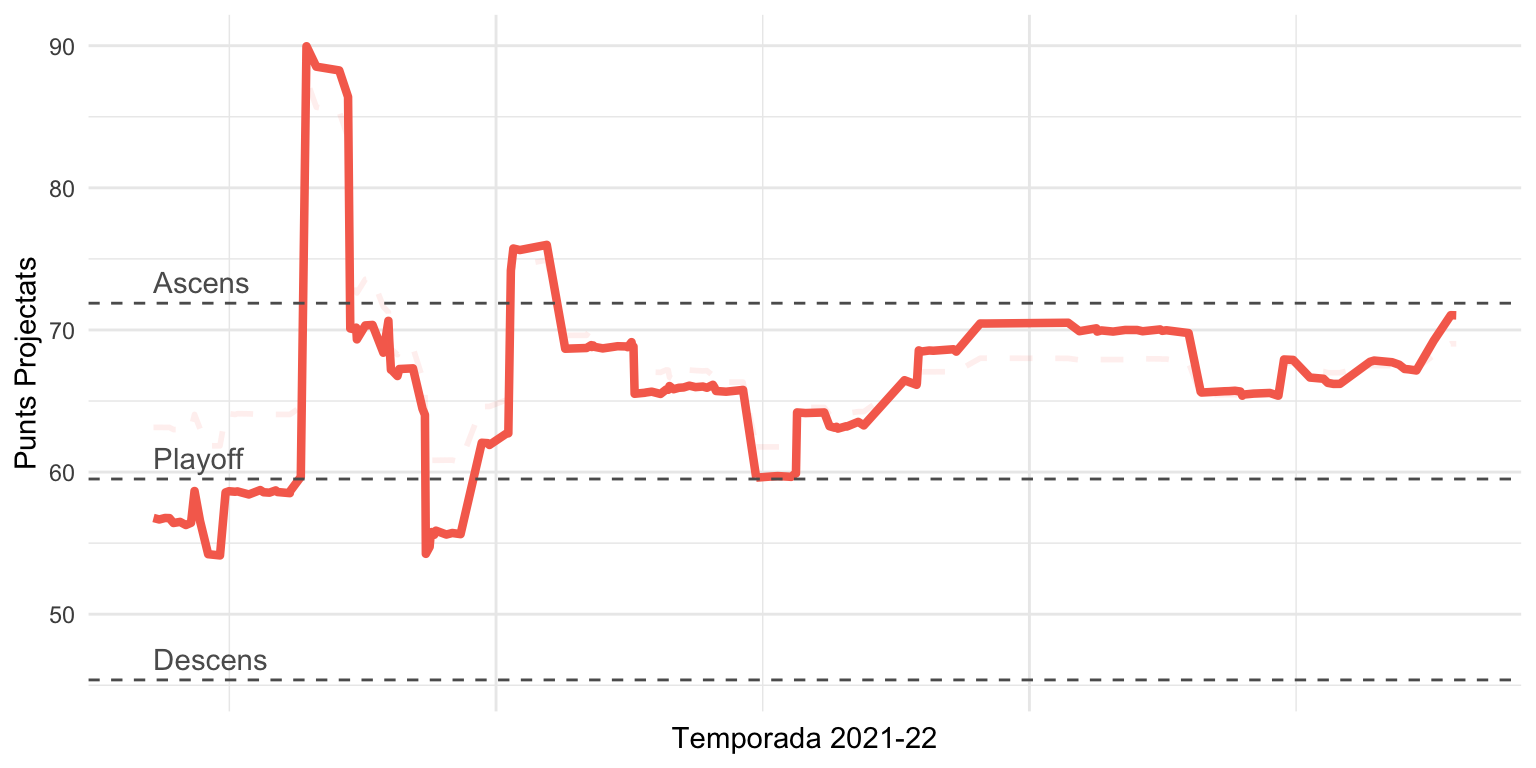 Punts Projectats
90
80
Ascens
70
Playoff
60
50
Descens
Temporada 2021-22